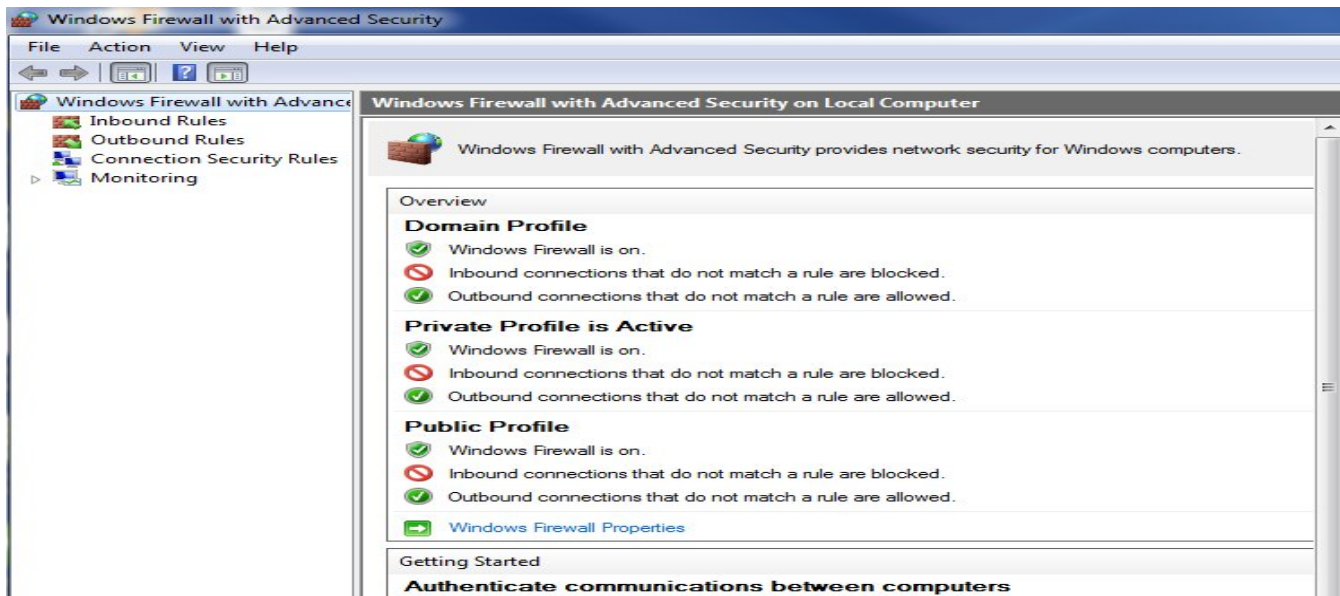 Windows Firewall with Advanced Security
File Action View Help
Windows Firewall with Advance
Inbound Rules
Outbound Rules
Connection Security Rules
Monitoring
Windows Firewall with Advanced Security on Local Computer
Windows Firewall with Advanced Security provides network security for Windows computers.
Overview
Domain Profile
Windows Firewall is on.
Inbound connections that do not match a rule are blocked.
Outbound connections that do not match a rule are allowed.
Private Profile is Active
Windows Firewall is on.
Inbound connections that do not match a rule are blocked.
Outbound connections that do not match a rule are allowed.
Public Profile
Windows Firewall is on.
Inbound connections that do not match a rule are blocked.
Outbound connections that do not match a rule are allowed.
Windows Firewall Properties
Getting Started
Authenticate communications between computers